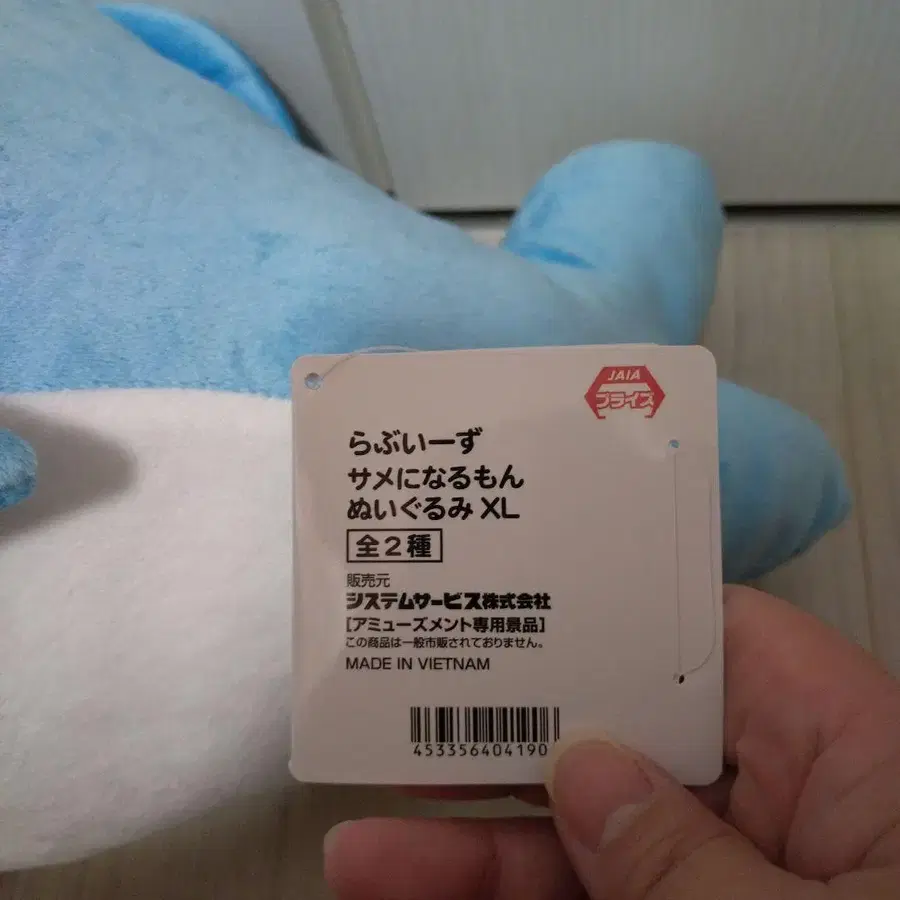 JAIA
プライズ
らぶいーず
サメになるもん
ぬいぐるみ XL
全2種
販売元
システムサービス株式会社
[アミューズメント専用景品]
この商品は一般市販されておりません。
MADE IN VIETNAM
453356404190